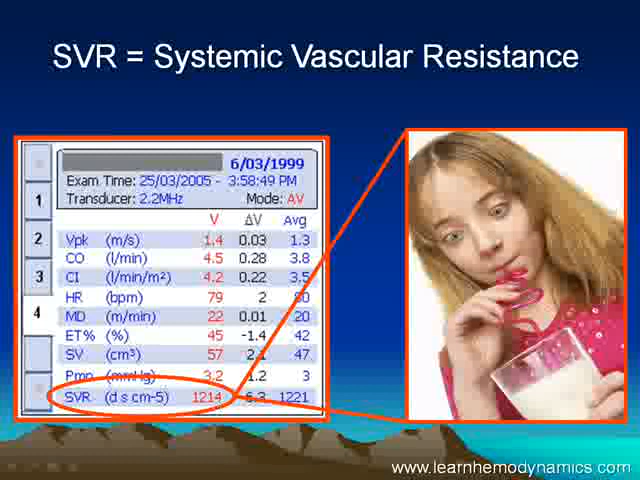 SVR = Systemic Vascular Resistance
6/03/1999
Exam Time: 25/03/2005 - 3:58:49 PM
Transducer: 2.2MHz Mode: AV
V ΔV Avg
1 Vpk (m/s) 1.4 0.03 1.3
CO (l/min) 4.5 0.28 3.8
2 CI (l/min/m²) 4.2 0.22 3.5
HR (bpm) 79 2
3 MD (m/min) 22 0.01 20
ET% (%) 45 -1.4 42
4 SV (cm³) 57 47
Pmn (mmHg) 3.2 1.2 3
SVR (d s cm-5) 1214 6.3 1221
www.learnhemodynamics.com